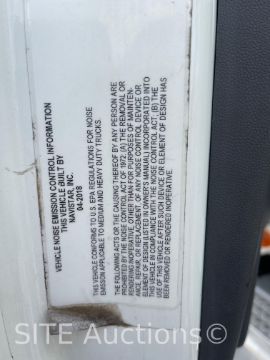 VEHICLE NOISE EMISSION CONTROL INFORMATION
THIS VEHICLE BUILT BY
NAVISTAR, INC.
04-2018
THIS VEHICLE CONFORMS TO U.S. EPA REGULATIONS FOR NOISE
EMISSION APPLICABLE TO MEDIUM AND HEAVY DUTY TRUCKS.
THE FOLLOWING ACTS OR THE CAUSING THEREOF BY ANY PERSON ARE
PROHIBITED BY THE NOISE CONTROL ACT OF 1972: (A) THE REMOVAL OR
RENDERING INOPERATIVE, OTHER THAN FOR PURPOSES OF MAINTEN-
ANCE, REPAIR, OR REPLACEMENT, OF ANY NOISE CONTROL DEVICE OR
ELEMENT OF DESIGN (LISTED IN OWNER'S MANUAL) INCORPORATED INTO
THIS VEHICLE IN COMPLIANCE WITH THE NOISE CONTROL ACT, (B) THE
USE OF THIS VEHICLE AFTER SUCH DEVICE OR ELEMENT OF DESIGN HAS
BEEN REMOVED OR RENDERED INOPERATIVE.
SITE Auctions